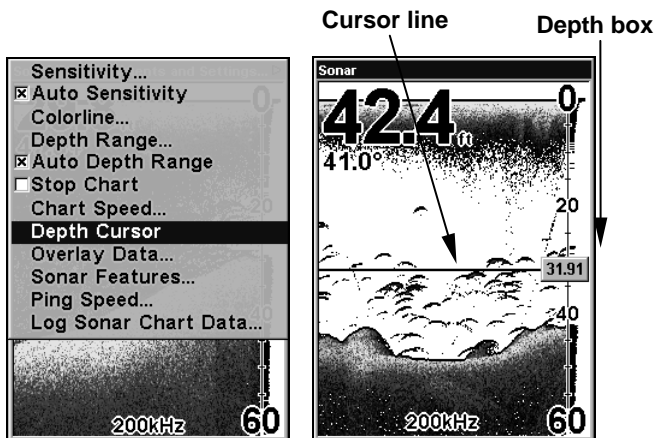 Cursor line
Depth box
Sensitivity...
Auto Sensitivity
Colorline...
Depth Range...
Auto Depth Range
Stop Chart
Chart Speed...
Depth Cursor
Overlay Data...
Sonar Features...
Ping Speed...
Log Sonar Chart Data...
0
20
200kHz
60
Sonar
42.4 ft
41.0°
0
20
31.91
40
200kHz
60